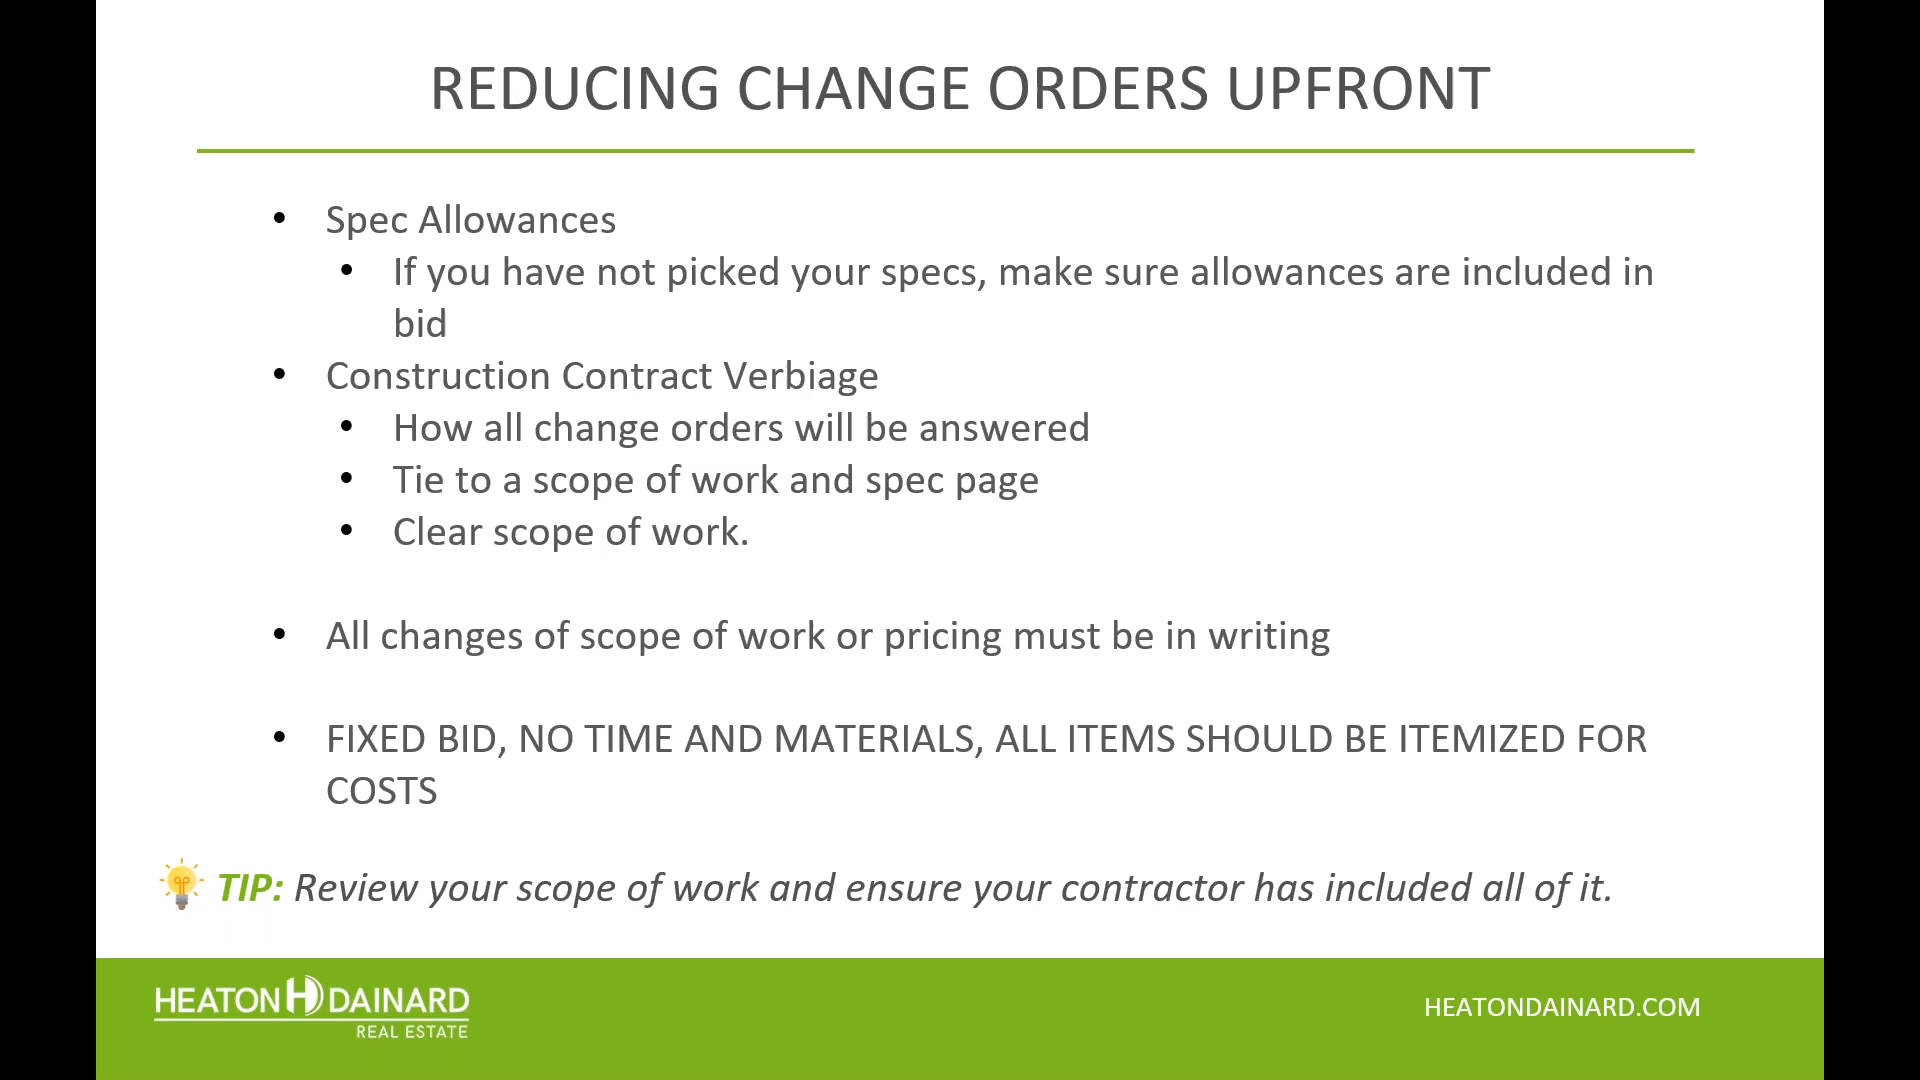 REDUCING CHANGE ORDERS UPFRONT
• Spec Allowances
• If you have not picked your specs, make sure allowances are included in
bid
• Construction Contract Verbiage
• How all change orders will be answered
• Tie to a scope of work and spec page
• Clear scope of work.
• All changes of scope of work or pricing must be in writing
• FIXED BID, NO TIME AND MATERIALS, ALL ITEMS SHOULD BE ITEMIZED FOR
COSTS
TIP: Review your scope of work and ensure your contractor has included all of it.
HEATON HD DAINARD
REAL ESTATE
HEATONDAINARD.COM